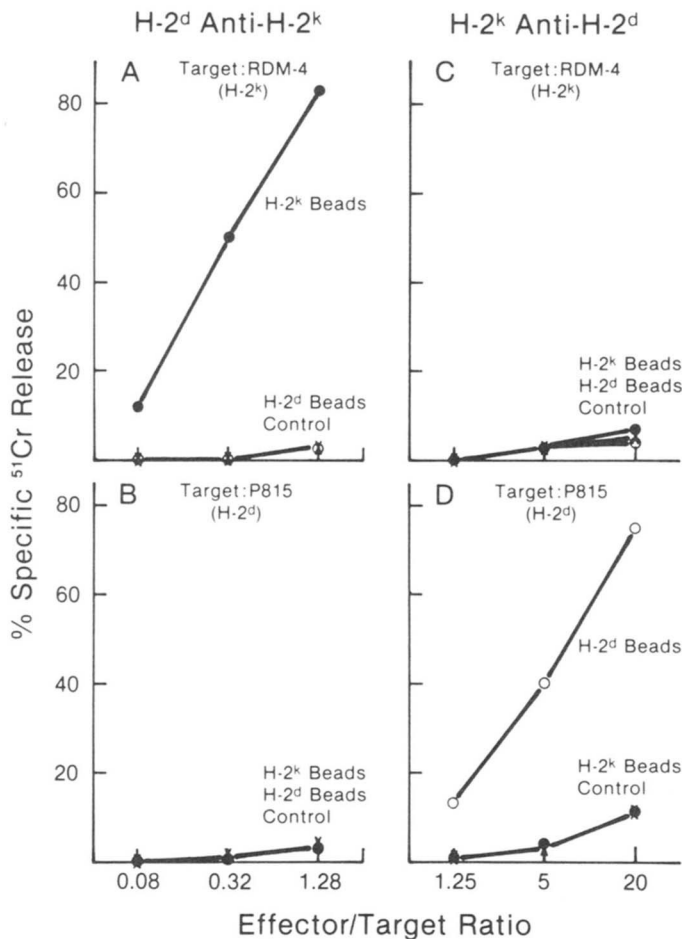 H-2ᵈ Anti-H-2ᵏ
H-2ᵏ Anti-H-2ᵈ
% Specific ⁵¹Cr Release
A
Target:RDM-4
(H-2ᵏ)
80
60
40
20
H-2ᵏ Beads
H-2ᵈ Beads
Control
C
Target:RDM-4
(H-2ᵏ)
H-2ᵏ Beads
H-2ᵈ Beads
Control
B
Target:P815
(H-2ᵈ)
80
60
40
20
H-2ᵏ Beads
H-2ᵈ Beads
Control
0.08
0.32
1.28
D
Target:P815
(H-2ᵈ)
H-2ᵈ Beads
H-2ᵏ Beads
Control
1.25
5
20
Effector/Target Ratio